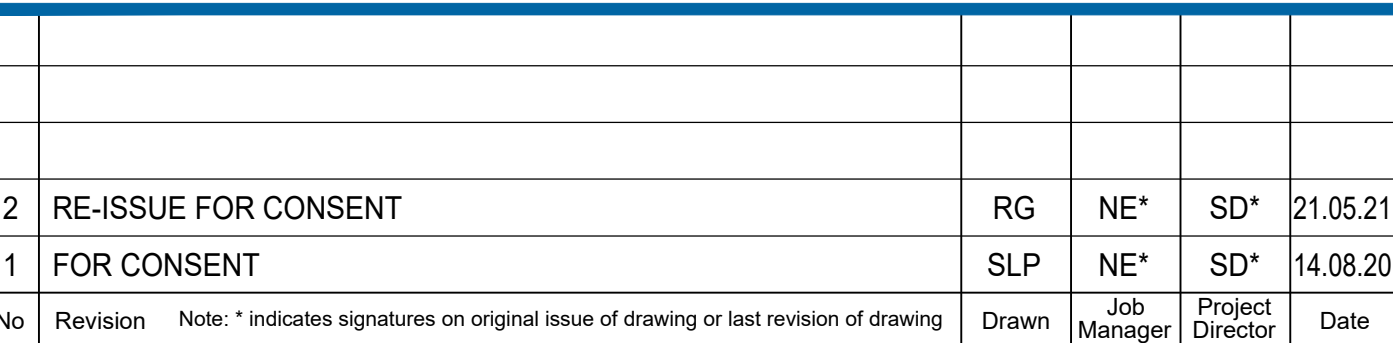 2 RE-ISSUE FOR CONSENT RG NE* SD* 21.05.21
1 FOR CONSENT SLP NE* SD* 14.08.20
No Revision Note: * indicates signatures on original issue of drawing or last revision of drawing Drawn Job Manager Project Director Date